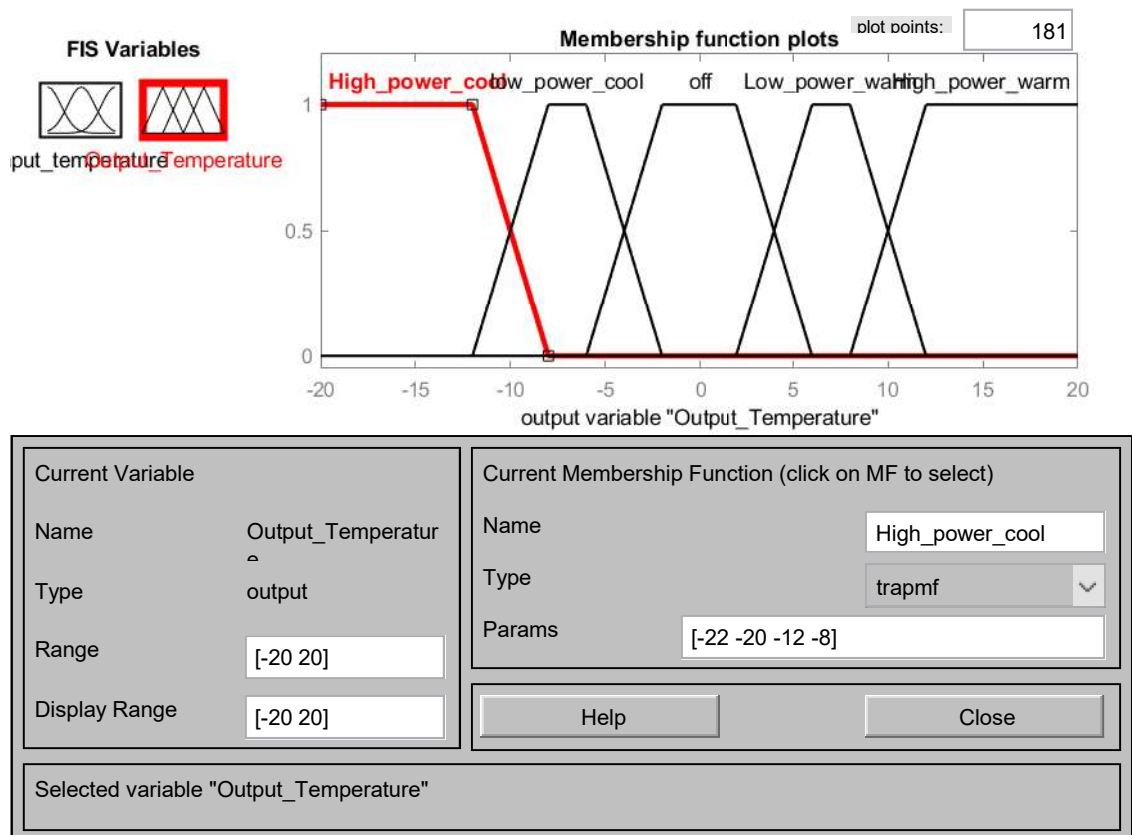 plot points: 181
FIS Variables
Membership function plots
High_power_cool low_power_cool off Low_power_warm High_power_warm
1
0.5
0
-20 -15 -10 -5 0 5 10 15 20
output variable "Output_Temperature"
put_temperature Output_Temperature
Current Variable
Name Output_Temperatur
e
Type output
Range [-20 20]
Display Range [-20 20]
Current Membership Function (click on MF to select)
Name High_power_cool
Type trapmf
Params [-22 -20 -12 -8]
Help Close
Selected variable "Output_Temperature"